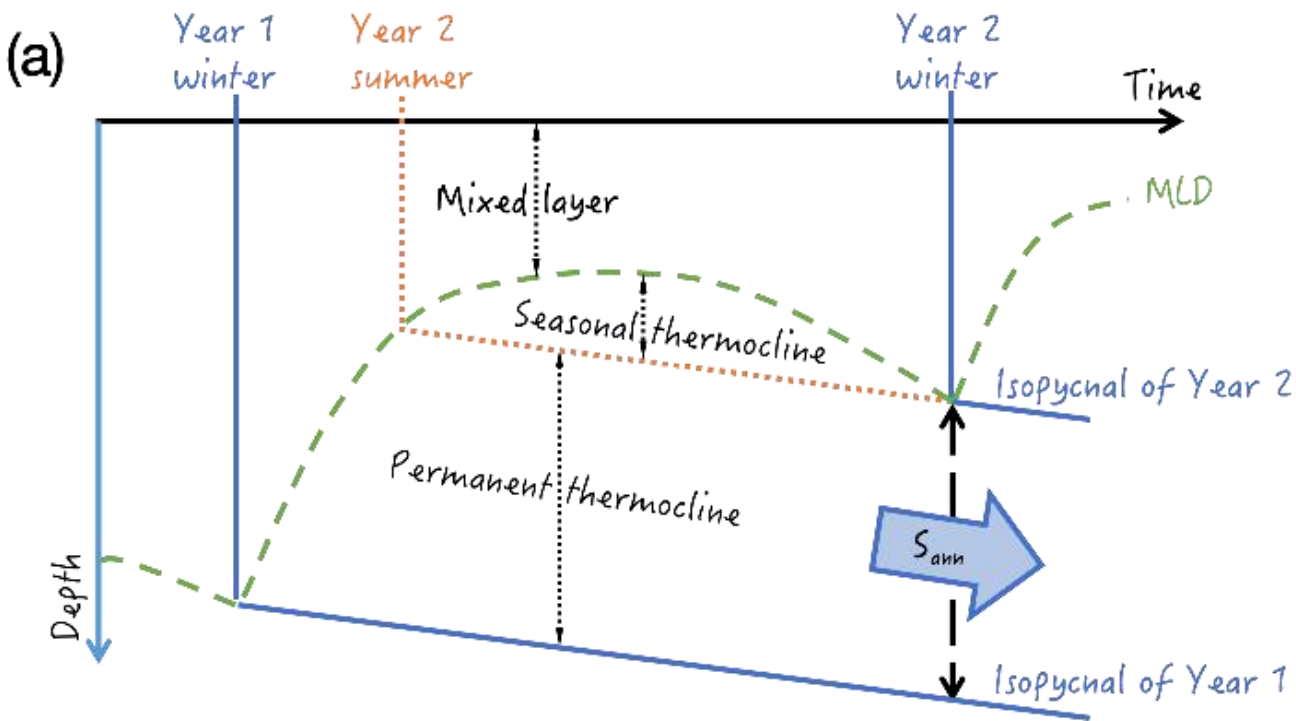 (a)
Year 1
winter
Year 2
summer
Year 2
winter
Time
Mixed layer
MLD
Seasonal thermocline
Isopycnal of Year 2
Permanent thermocline
S_ann
Depth
Isopycnal of Year 1